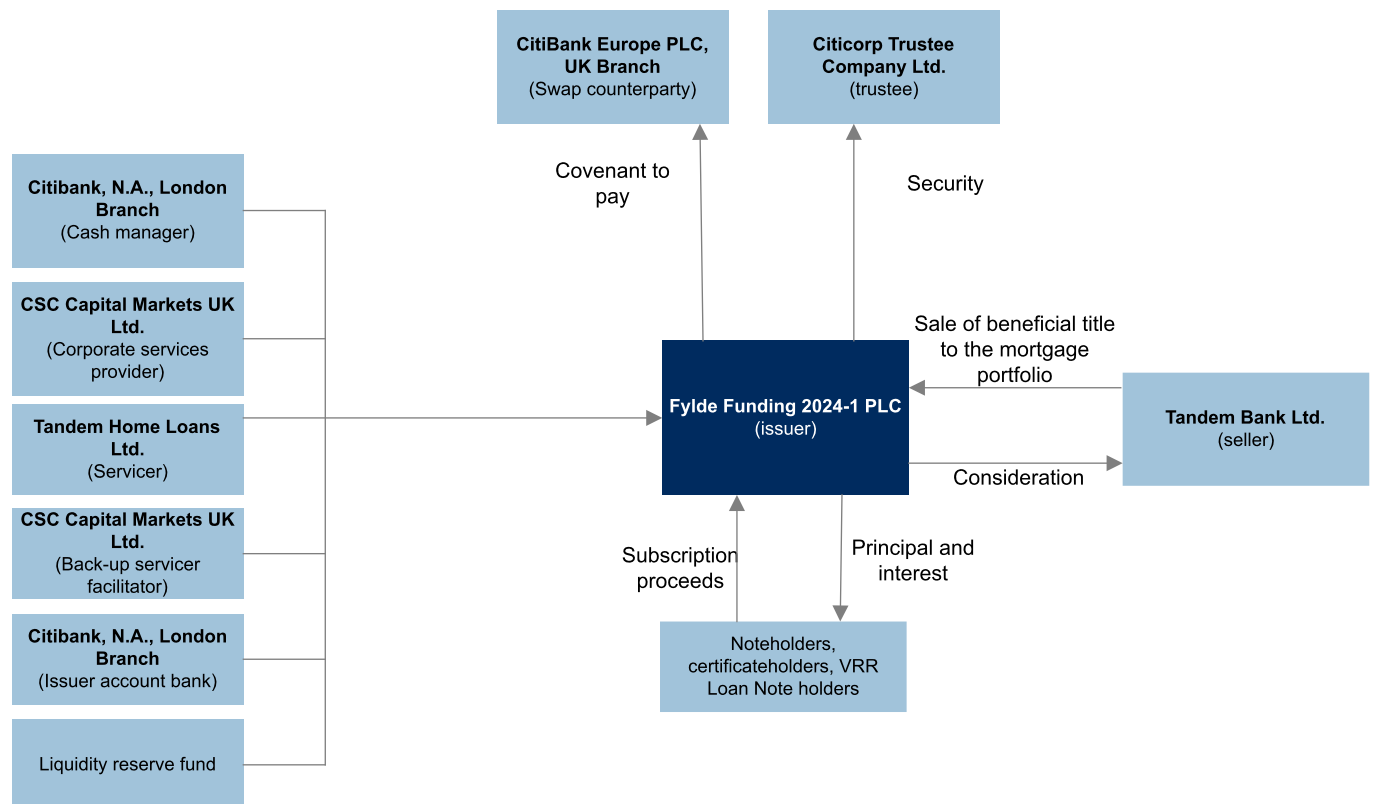 CitiBank Europe PLC,
UK Branch
(Swap counterparty)
Citicorp Trustee
Company Ltd.
(trustee)
Covenant to
pay
Security
Citibank, N.A., London
Branch
(Cash manager)
CSC Capital Markets UK
Ltd.
(Corporate services
provider)
Tandem Home Loans
Ltd.
(Servicer)
CSC Capital Markets UK
Ltd.
(Back-up servicer
facilitator)
Citibank, N.A., London
Branch
(Issuer account bank)
Liquidity reserve fund
Fylde Funding 2024-1 PLC
(issuer)
Sale of beneficial title
to the mortgage
portfolio
Tandem Bank Ltd.
(seller)
Consideration
Subscription
proceeds
Principal and
interest
Noteholders,
certificateholders, VRR
Loan Note holders